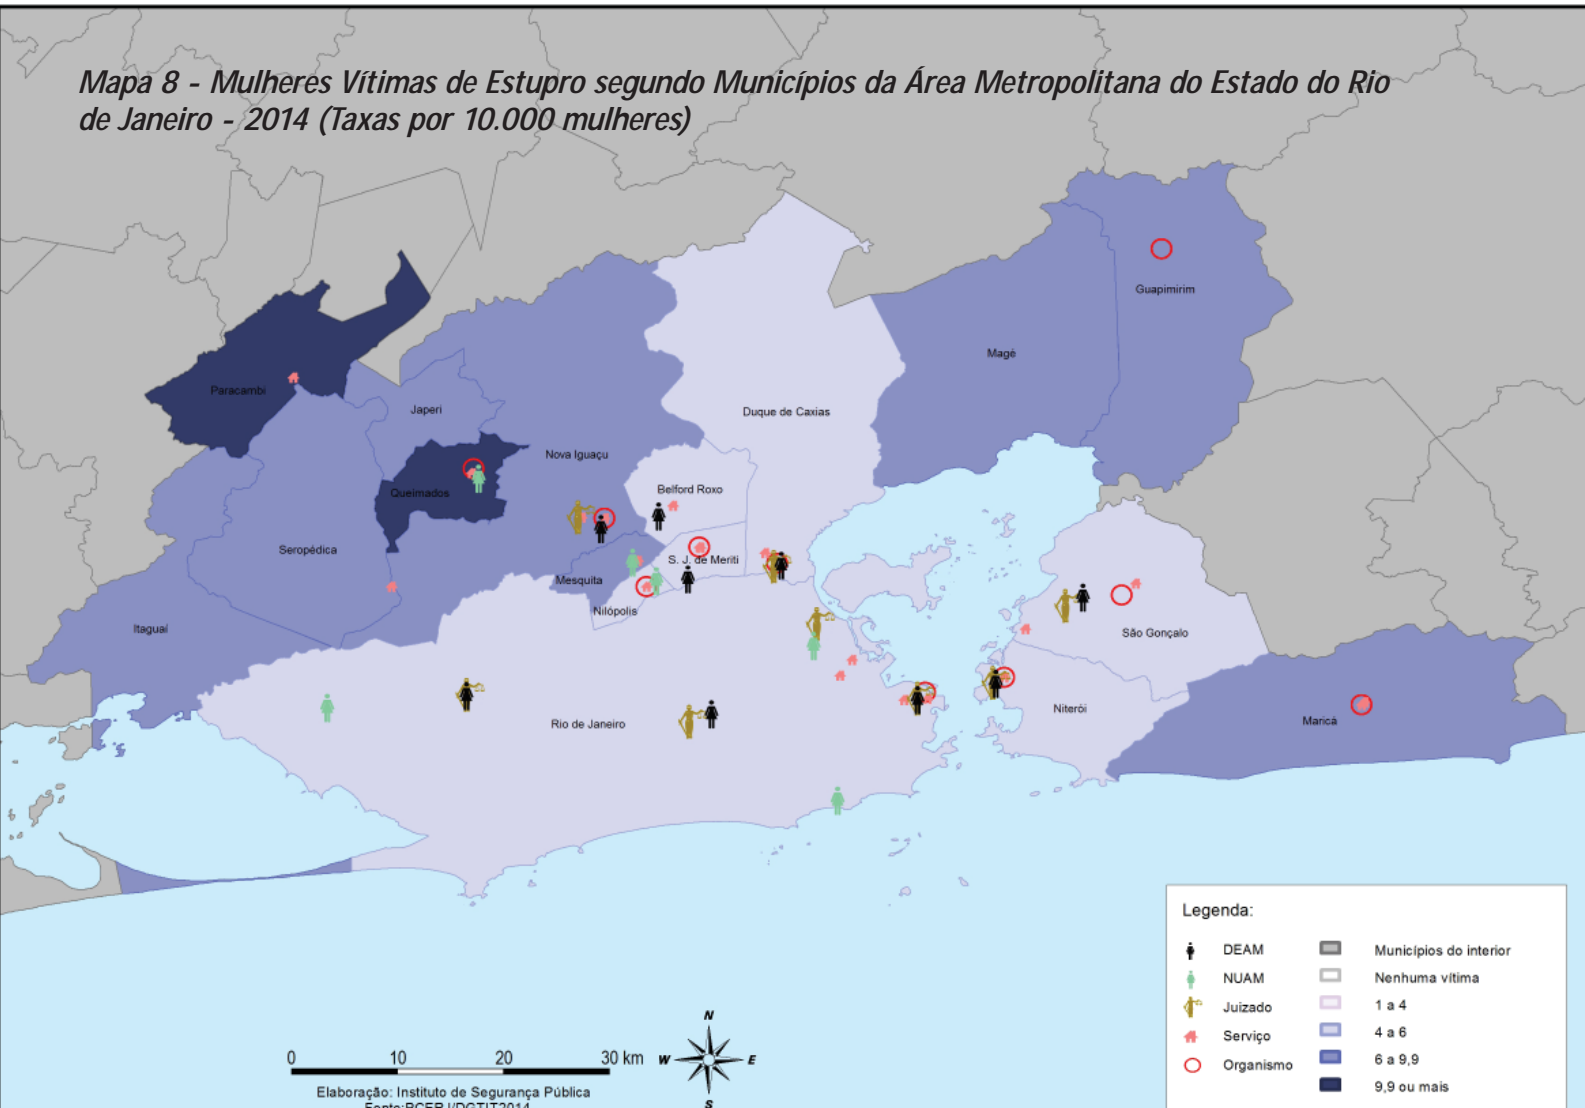 Mapa 8 - Mulheres Vítimas de Estupro segundo Municípios da Área Metropolitana do Estado do Rio
de Janeiro - 2014 (Taxas por 10.000 mulheres)
Guapimirim
Magé
Paracambi
Japeri
Duque de Caxias
Nova Iguaçu
Queimados
Belford Roxo
Seropédica
S. J. de Meriti
Mesquita
Nilópolis
Itaguaí
São Gonçalo
Rio de Janeiro
Niterói
Maricá
Legenda:
DEAM
NUAM
Juizado
Serviço
Organismo
Municípios do interior
Nenhuma vítima
1 a 4
4 a 6
6 a 9,9
9,9 ou mais
0 10 20 30 km
N
W E
S
Elaboração: Instituto de Segurança Pública
Fonte:PCERJ/DGTIT2014